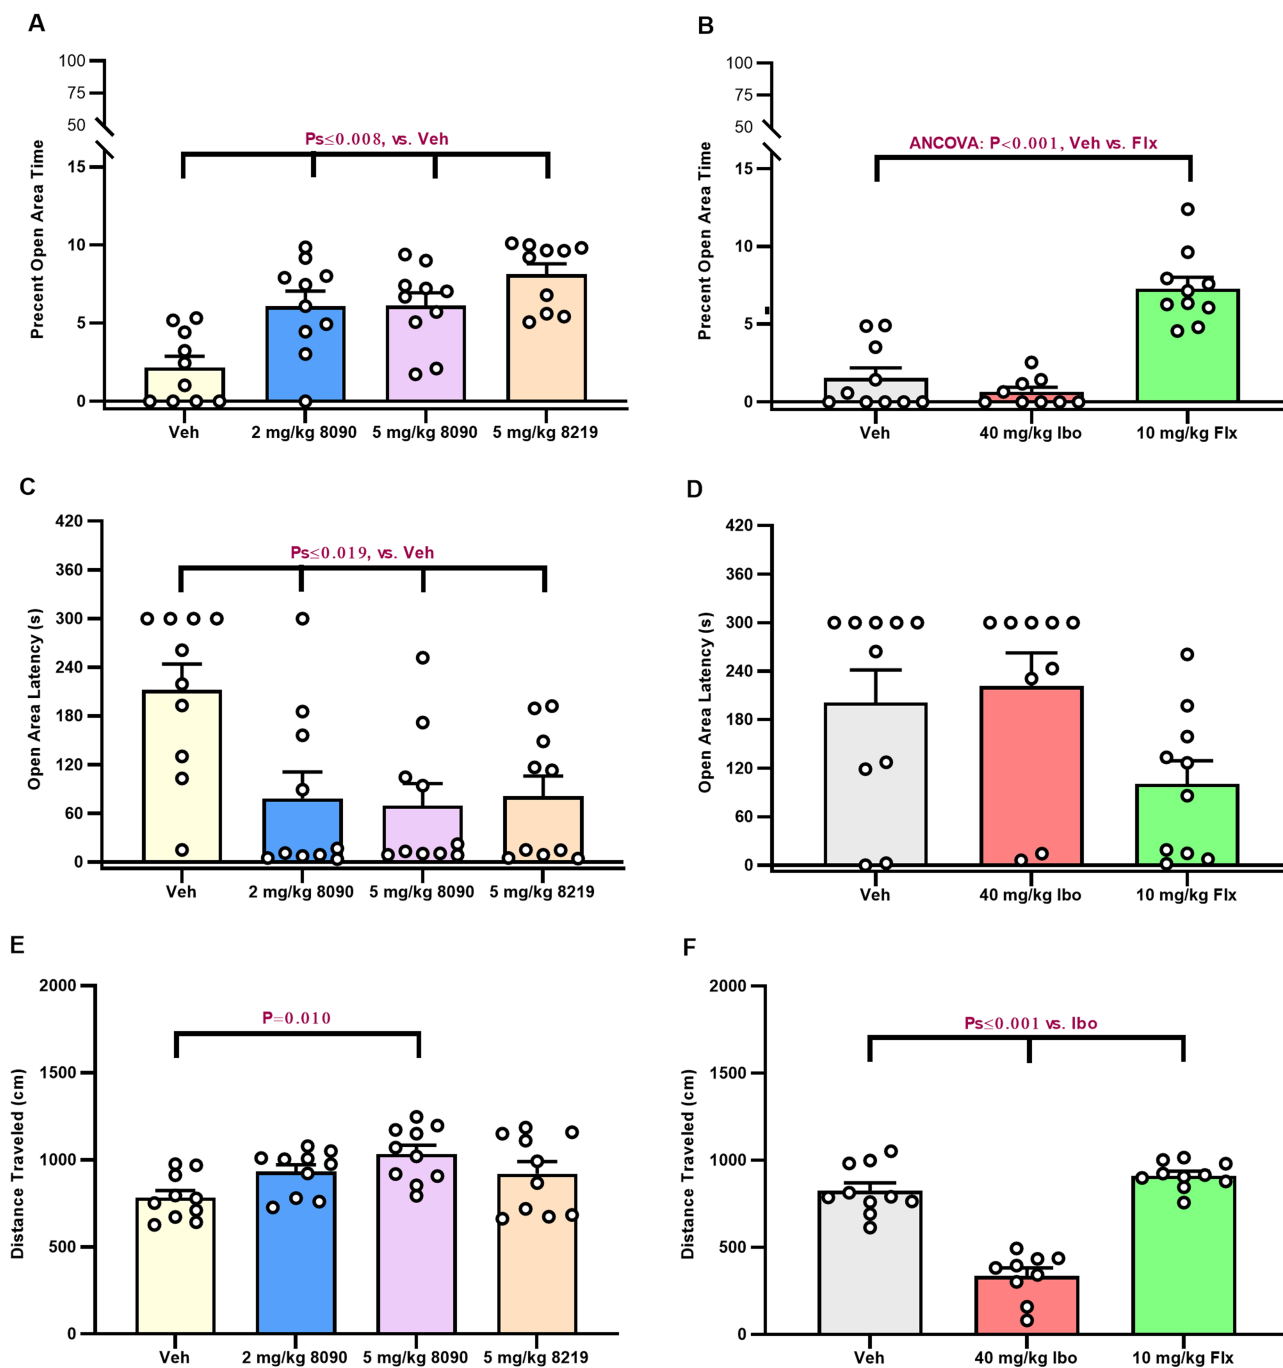 A
Precent Open Area Time
100
75
50
15
10
5
0
Ps≤0.008, vs. Veh
Veh
2 mg/kg 8090
5 mg/kg 8090
5 mg/kg 8219
B
Precent Open Area Time
100
75
50
15
10
5
0
ANCOVA: P<0.001, Veh vs. Flx
Veh
40 mg/kg Ibo
10 mg/kg Flx
C
Open Area Latency (s)
420
360
300
240
180
120
60
0
Ps≤0.019, vs. Veh
Veh
2 mg/kg 8090
5 mg/kg 8090
5 mg/kg 8219
D
Open Area Latency (s)
420
360
300
240
180
120
60
0
Veh
40 mg/kg Ibo
10 mg/kg Flx
E
Distance Traveled (cm)
2000
1500
1000
500
0
P=0.010
Veh
2 mg/kg 8090
5 mg/kg 8090
5 mg/kg 8219
F
Distance Traveled (cm)
2000
1500
1000
500
0
Ps≤0.001 vs. Ibo
Veh
40 mg/kg Ibo
10 mg/kg Flx